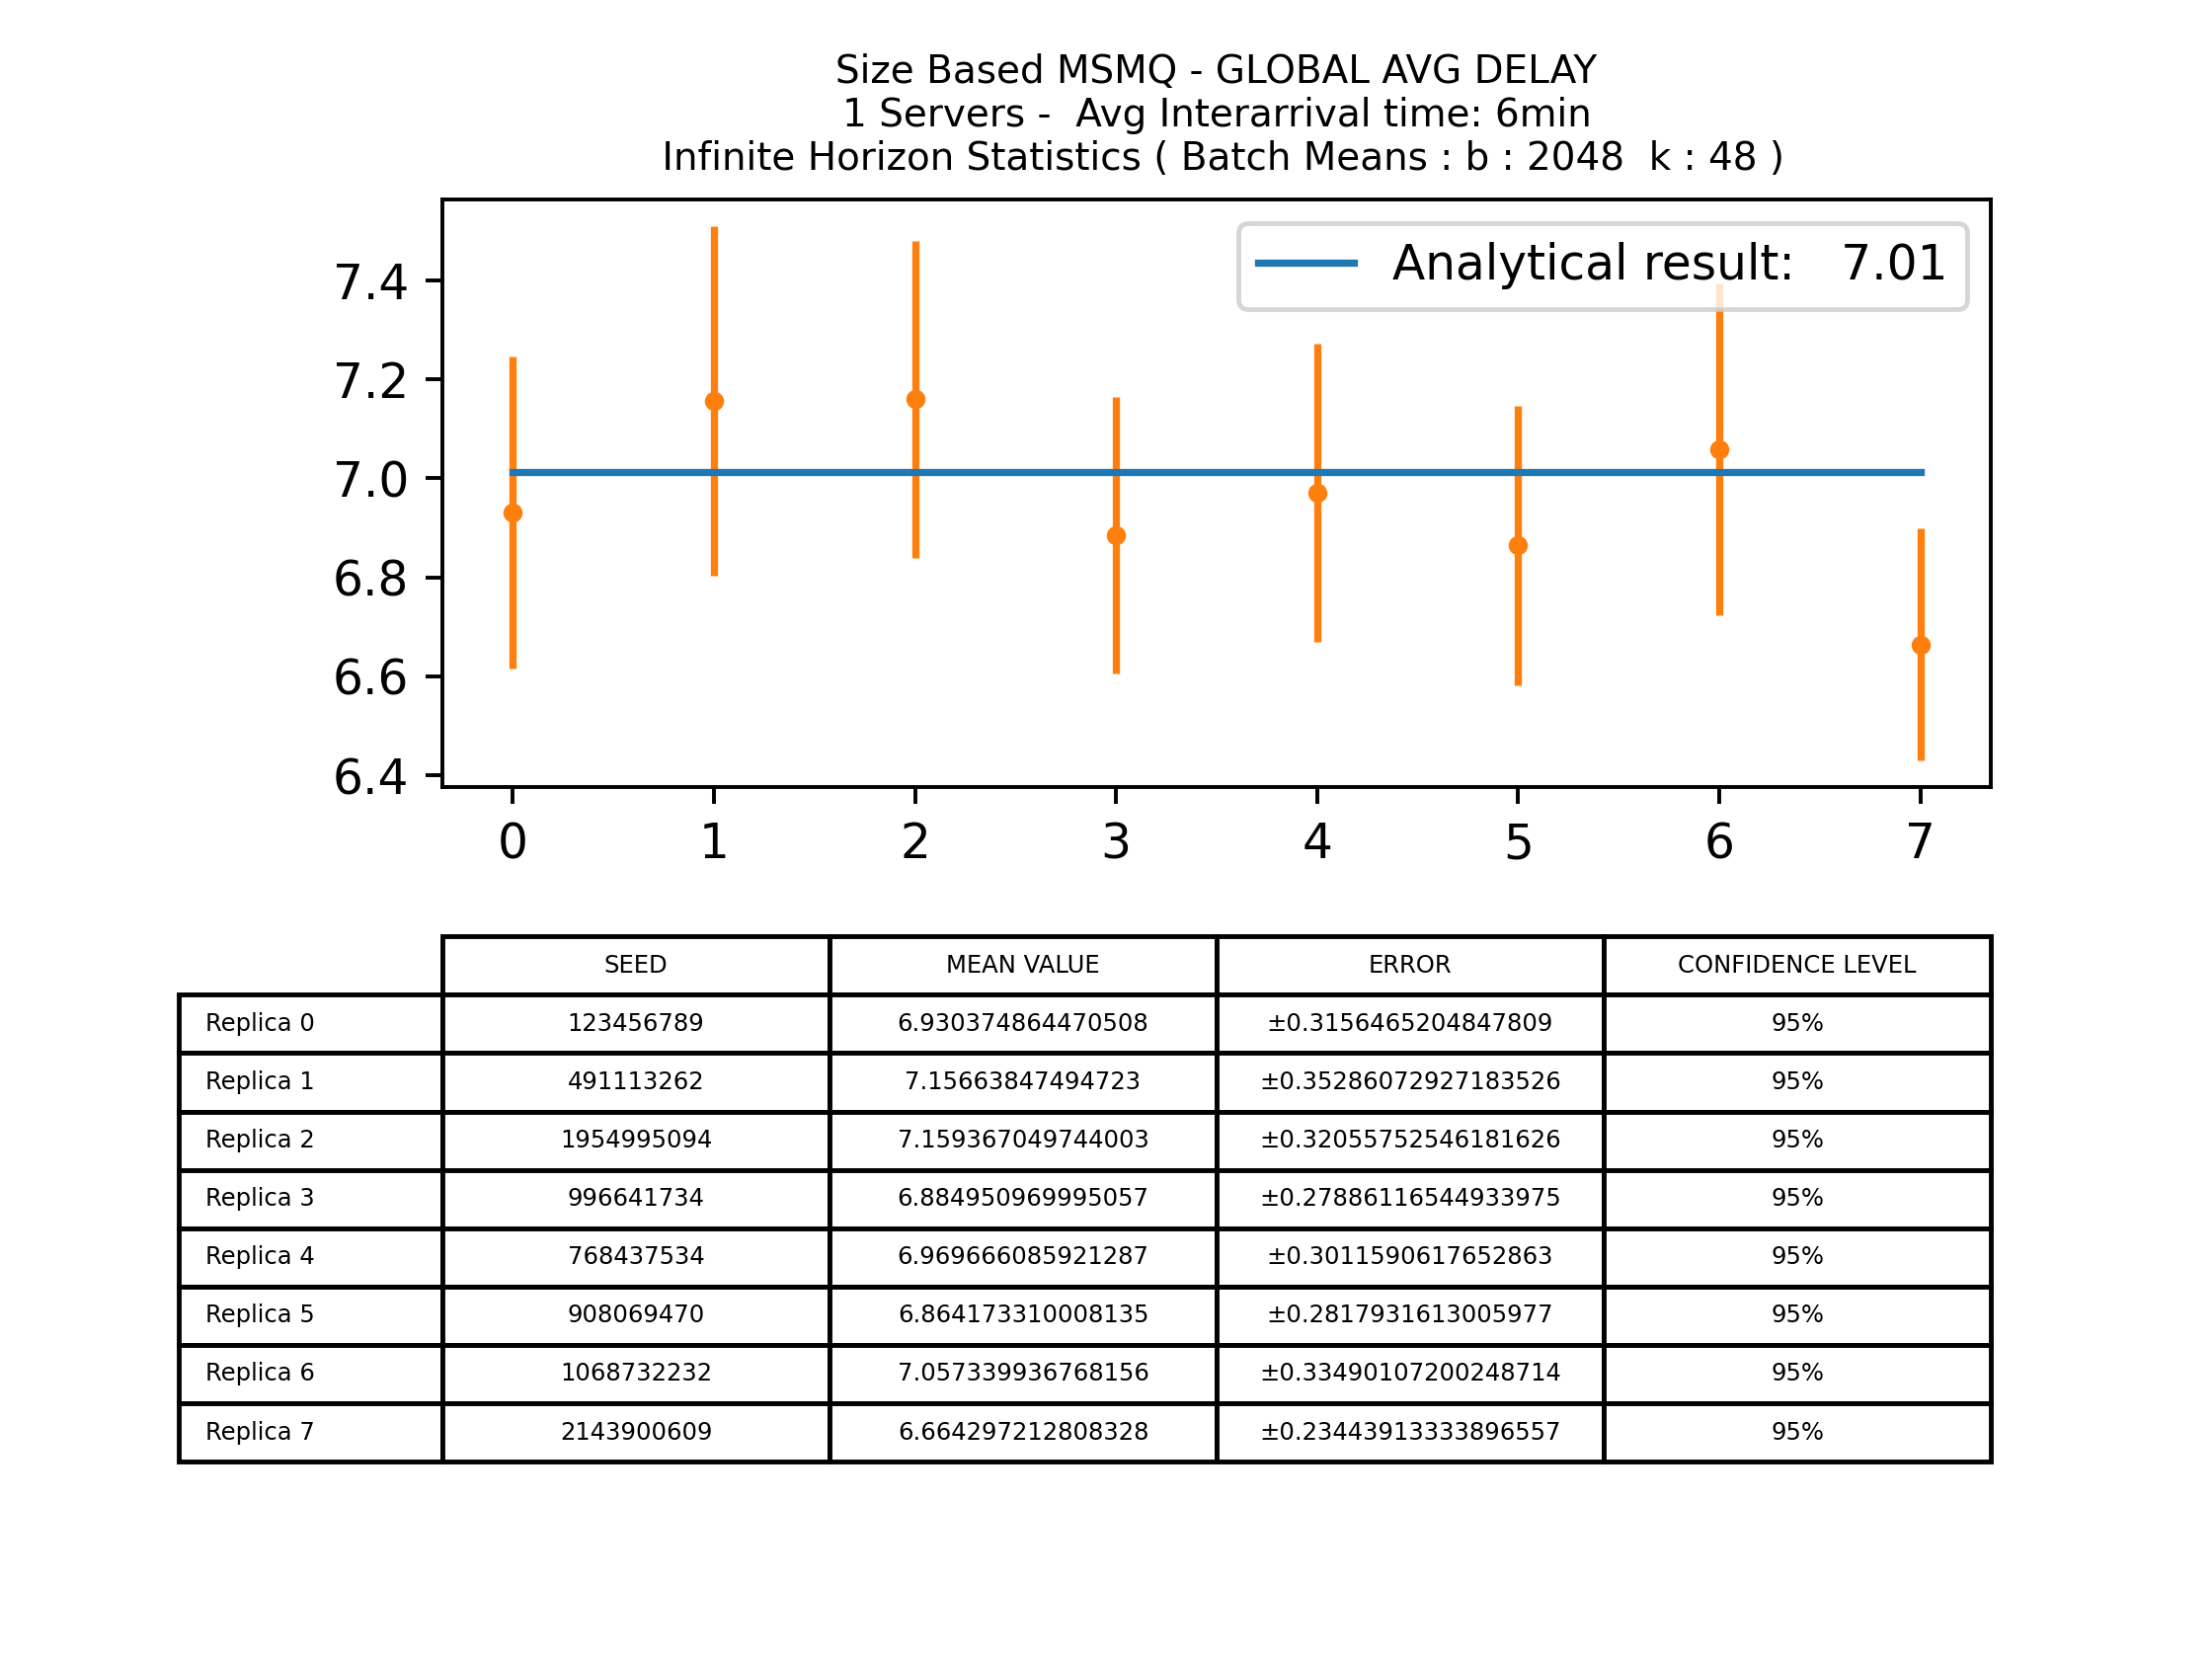 Size Based MSMQ - GLOBAL AVG DELAY
1 Servers -  Avg Interarrival time: 6min
Infinite Horizon Statistics ( Batch Means : b : 2048  k : 48 )
Analytical result:   7.01
7.4
7.2
7.0
6.8
6.6
6.4
0 1 2 3 4 5 6 7
SEED MEAN VALUE ERROR CONFIDENCE LEVEL
Replica 0 123456789 6.930374864470508 ±0.3156465204847809 95%
Replica 1 491113262 7.15663847494723 ±0.35286072927183526 95%
Replica 2 1954995094 7.159367049744003 ±0.32055752546181626 95%
Replica 3 996641734 6.884950969995057 ±0.27886116544933975 95%
Replica 4 768437534 6.969666085921287 ±0.3011590617652863 95%
Replica 5 908069470 6.864173310008135 ±0.2817931613005977 95%
Replica 6 1068732232 7.057339936768156 ±0.33490107200248714 95%
Replica 7 2143900609 6.664297212808328 ±0.23443913333896557 95%